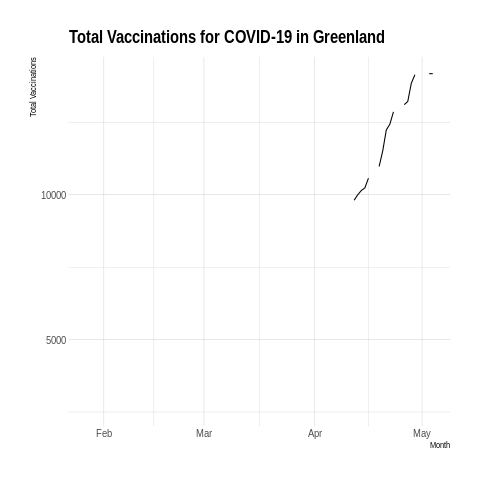 Total Vaccinations for COVID-19 in Greenland
Total Vaccinations
10000
5000
Feb Mar Apr May
Month